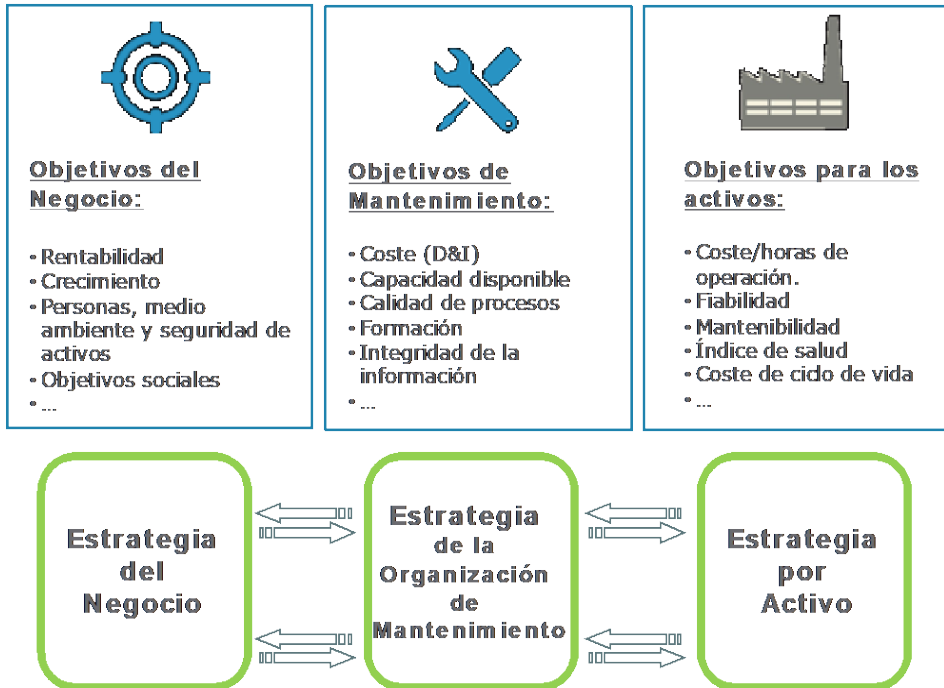 Objetivos del
Negocio:
- Rentabilidad
- Crecimiento
- Personas, medio
ambiente y seguridad de
activos
- Objetivos sociales
- ...
Objetivos de
Mantenimiento:
- Coste (D&I)
- Capacidad disponible
- Calidad de procesos
- Formación
- Integridad de la
información
- ...
Objetivos para los
activos:
- Coste/horas de
operación.
- Fiabilidad
- Mantenibilidad
- Índice de salud
- Coste de ciclo de vida
- ...
Estrategia
del
Negocio
Estrategia
de la
Organización
de
Mantenimiento
Estrategia
por
Activo